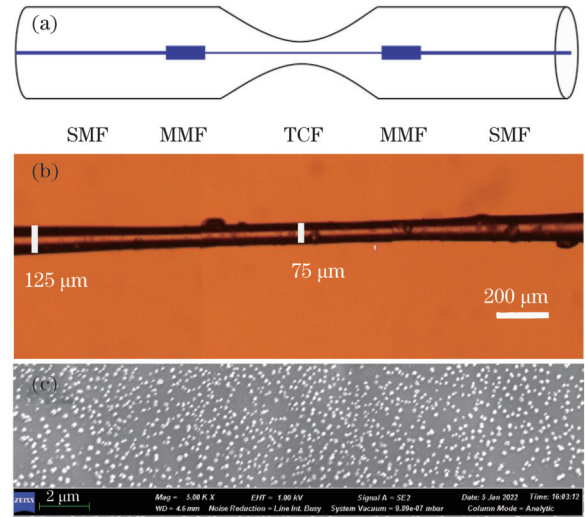 (a)
SMF MMF TCF MMF SMF
(b)
125 μm
75 μm
200 μm
(c)
ZEISS
2 μm
Mag = 5.00 K X EHT = 1.00 kV Signal A = SE2 Date: 5 Jan 2022 Time: 16:03:12
WD = 4.6 mm Noise Reduction = Line Int. Busy System Vacuum = 9.89e-07 mbar Column Mode = Analytic